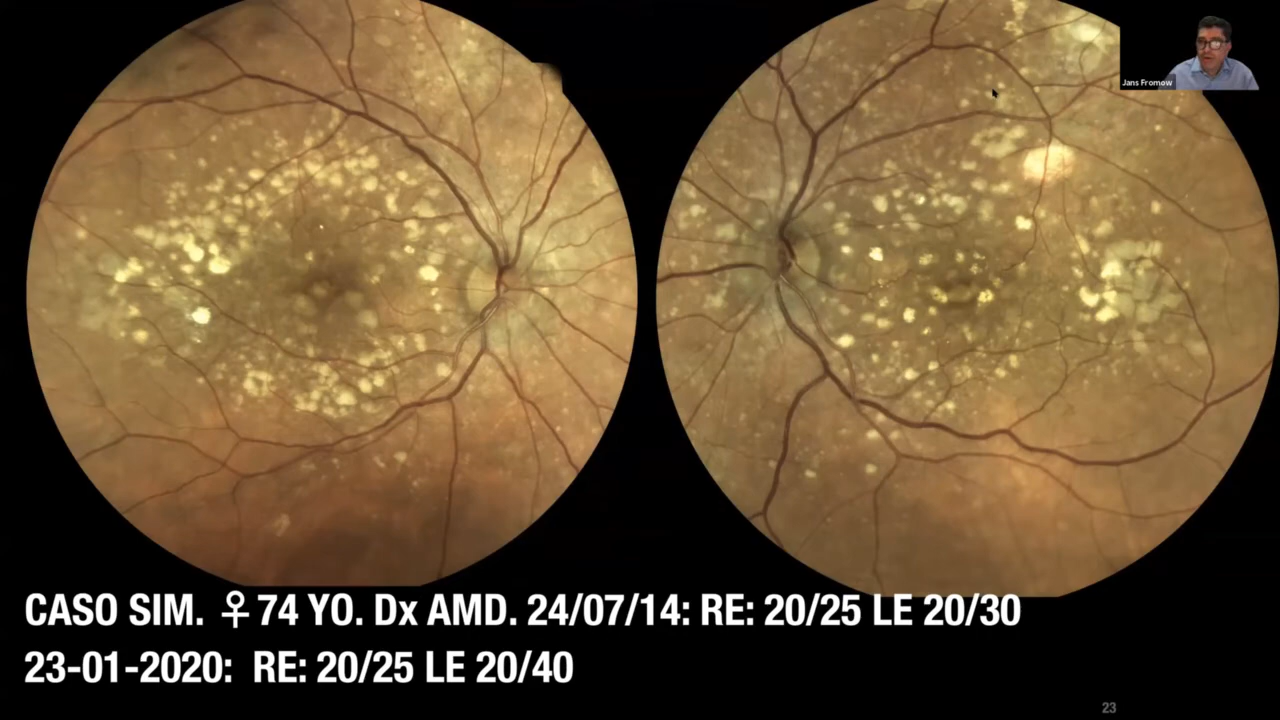 Jans Fromow
CASO SIM. ♀ 74 YO. Dx AMD. 24/07/14: RE: 20/25 LE 20/30
23-01-2020: RE: 20/25 LE 20/40
23